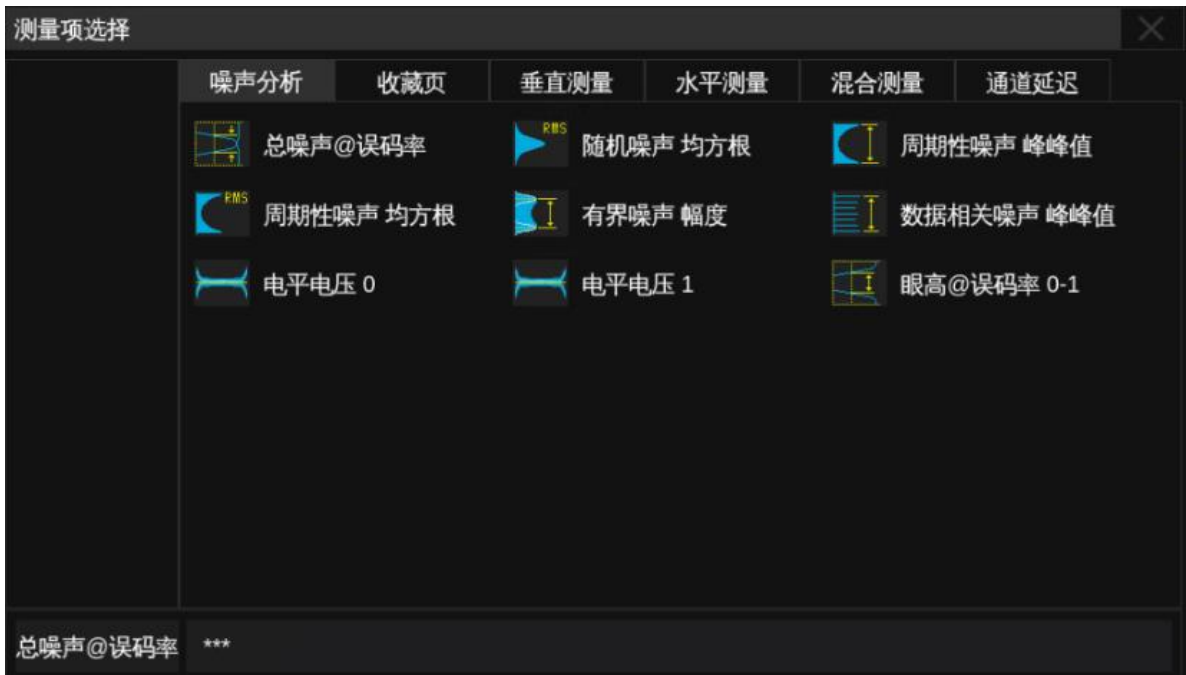 测量项选择
噪声分析 收藏页 垂直测量 水平测量 混合测量 通道延迟
总噪声@误码率 RMS 随机噪声 均方根 周期性噪声 峰峰值
RMS 周期性噪声 均方根 有界噪声 幅度 数据相关噪声 峰峰值
电平电压 0 电平电压 1 眼高@误码率 0-1
总噪声@误码率 ***